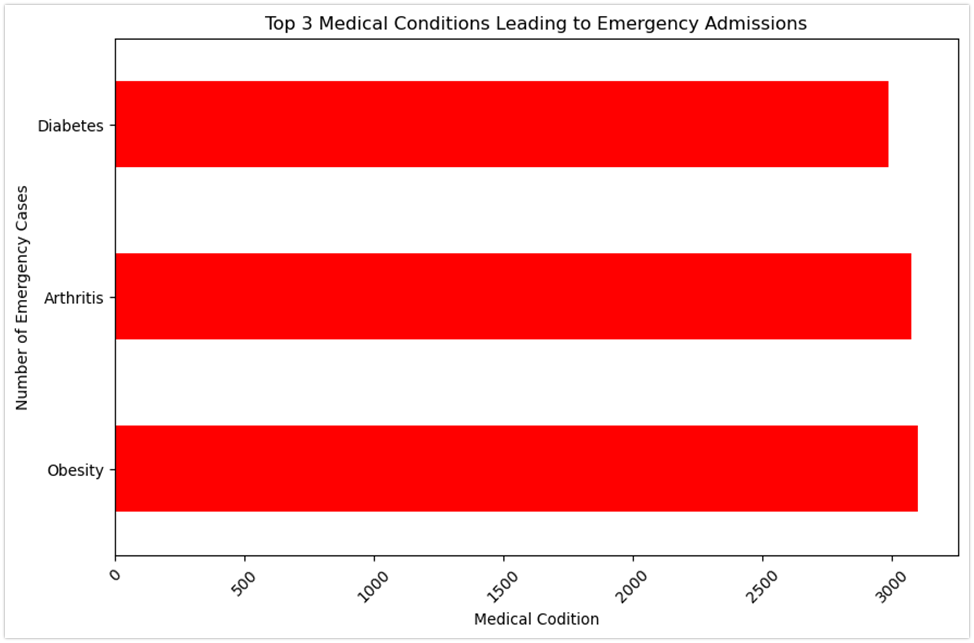 Top 3 Medical Conditions Leading to Emergency Admissions
Number of Emergency Cases
Diabetes
Arthritis
Obesity
0 500 1000 1500 2000 2500 3000
Medical Codition